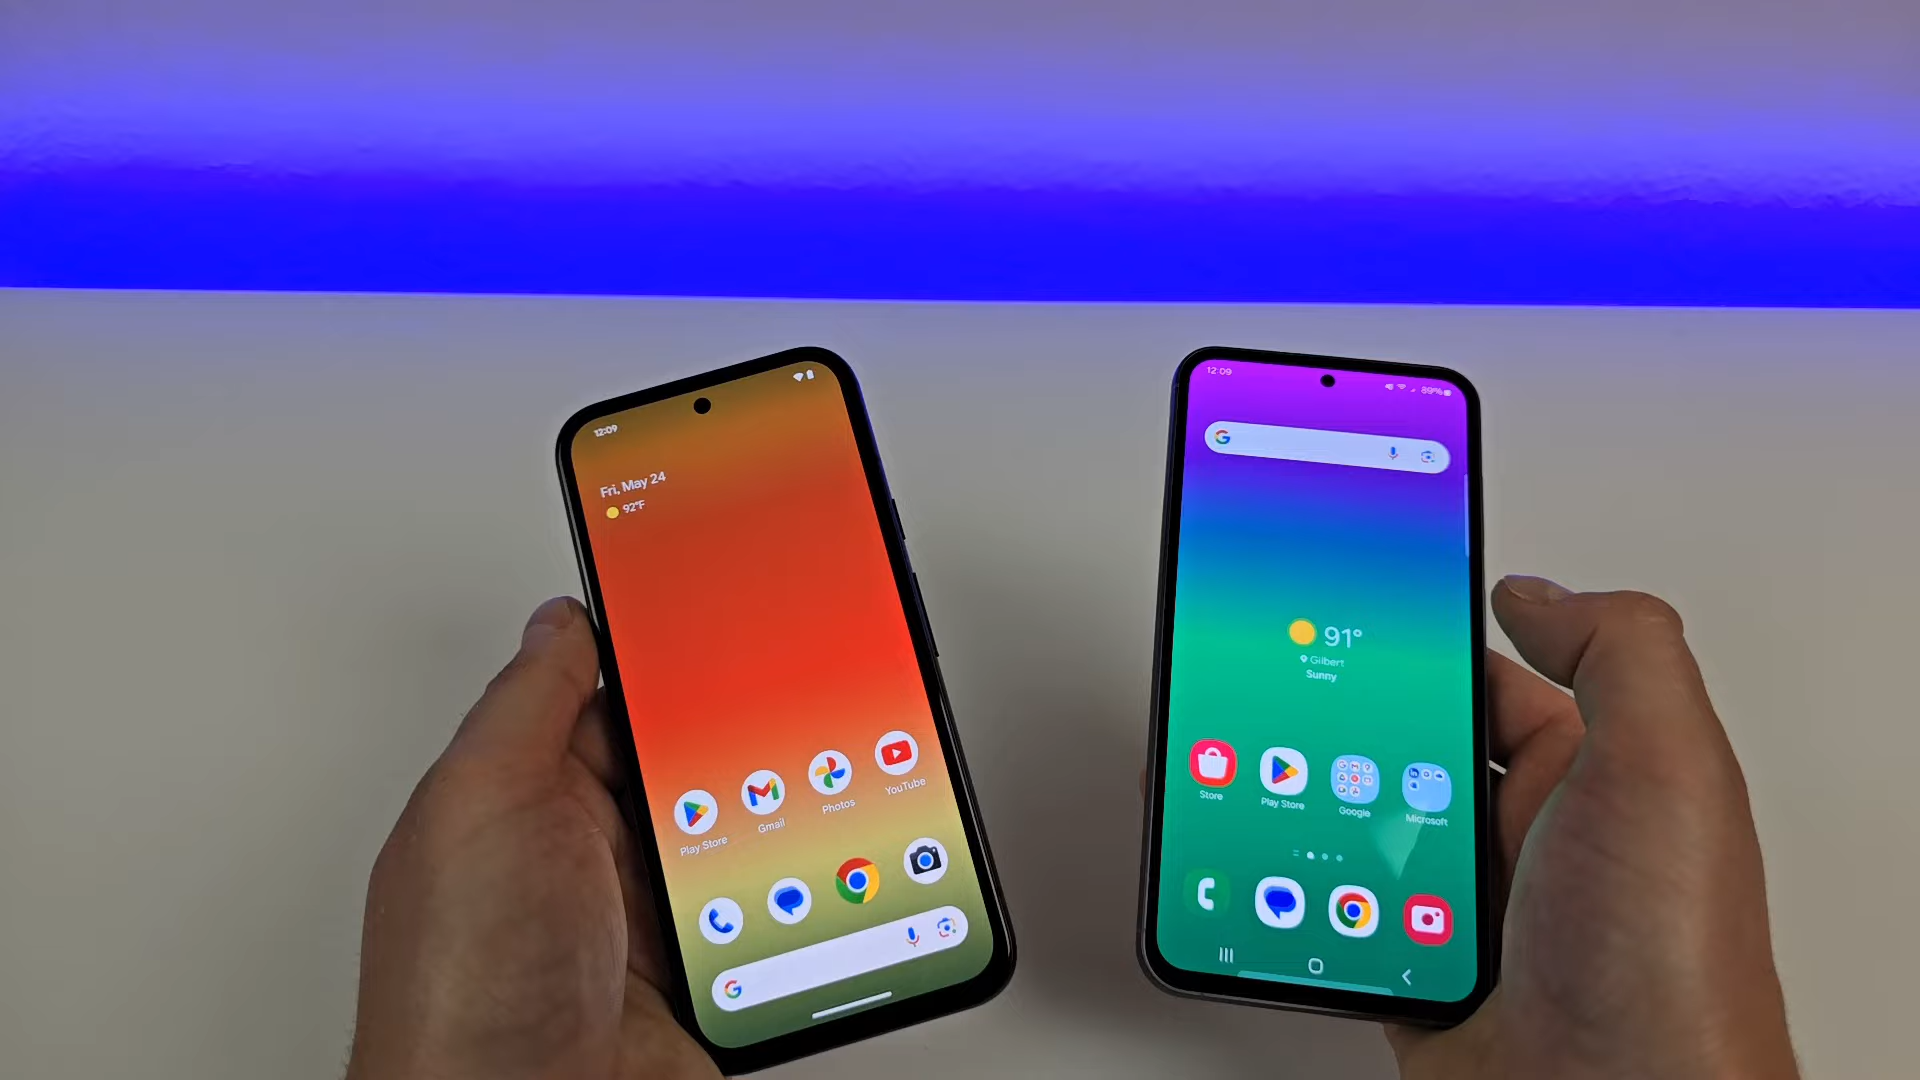 12:09
Fri, May 24
92°F
Play Store
Gmail
Photos
YouTube
G
12:09
89%
G
91°
Gilbert
Sunny
Store
Play Store
Google
Microsoft